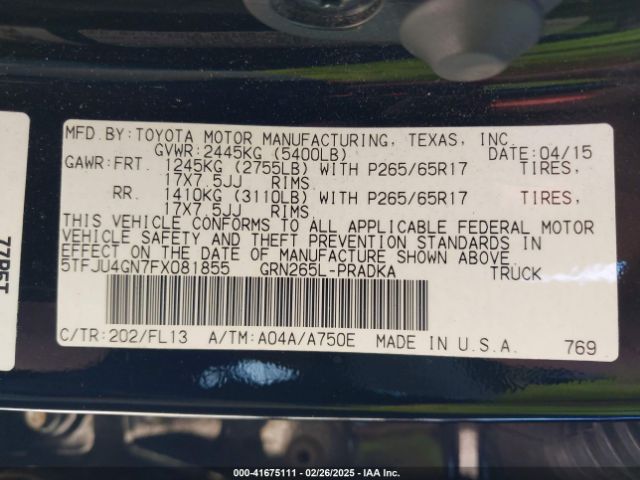 MFD.BY:TOYOTA MOTOR MANUFACTURING, TEXAS, INC.
GVWR:2445KG (5400LB) DATE:04/15
GAWR:FRT. 1245KG (2755LB) WITH P265/65R17 TIRES,
17X7.5JJ RIMS
RR. 1410KG (3110LB) WITH P265/65R17 TIRES,
17X7.5JJ RIMS
THIS VEHICLE CONFORMS TO ALL APPLICABLE FEDERAL MOTOR
VEHICLE SAFETY AND THEFT PREVENTION STANDARDS IN
EFFECT ON THE DATE OF MANUFACTURE SHOWN ABOVE.
5TFJU4GN7FX081855 GRN265L-PRADKA TRUCK
C/TR:202/FL13 A/TM:A04A/A750E MADE IN U.S.A. 769
000-41675111 - 02/26/2025 - IAA Inc.